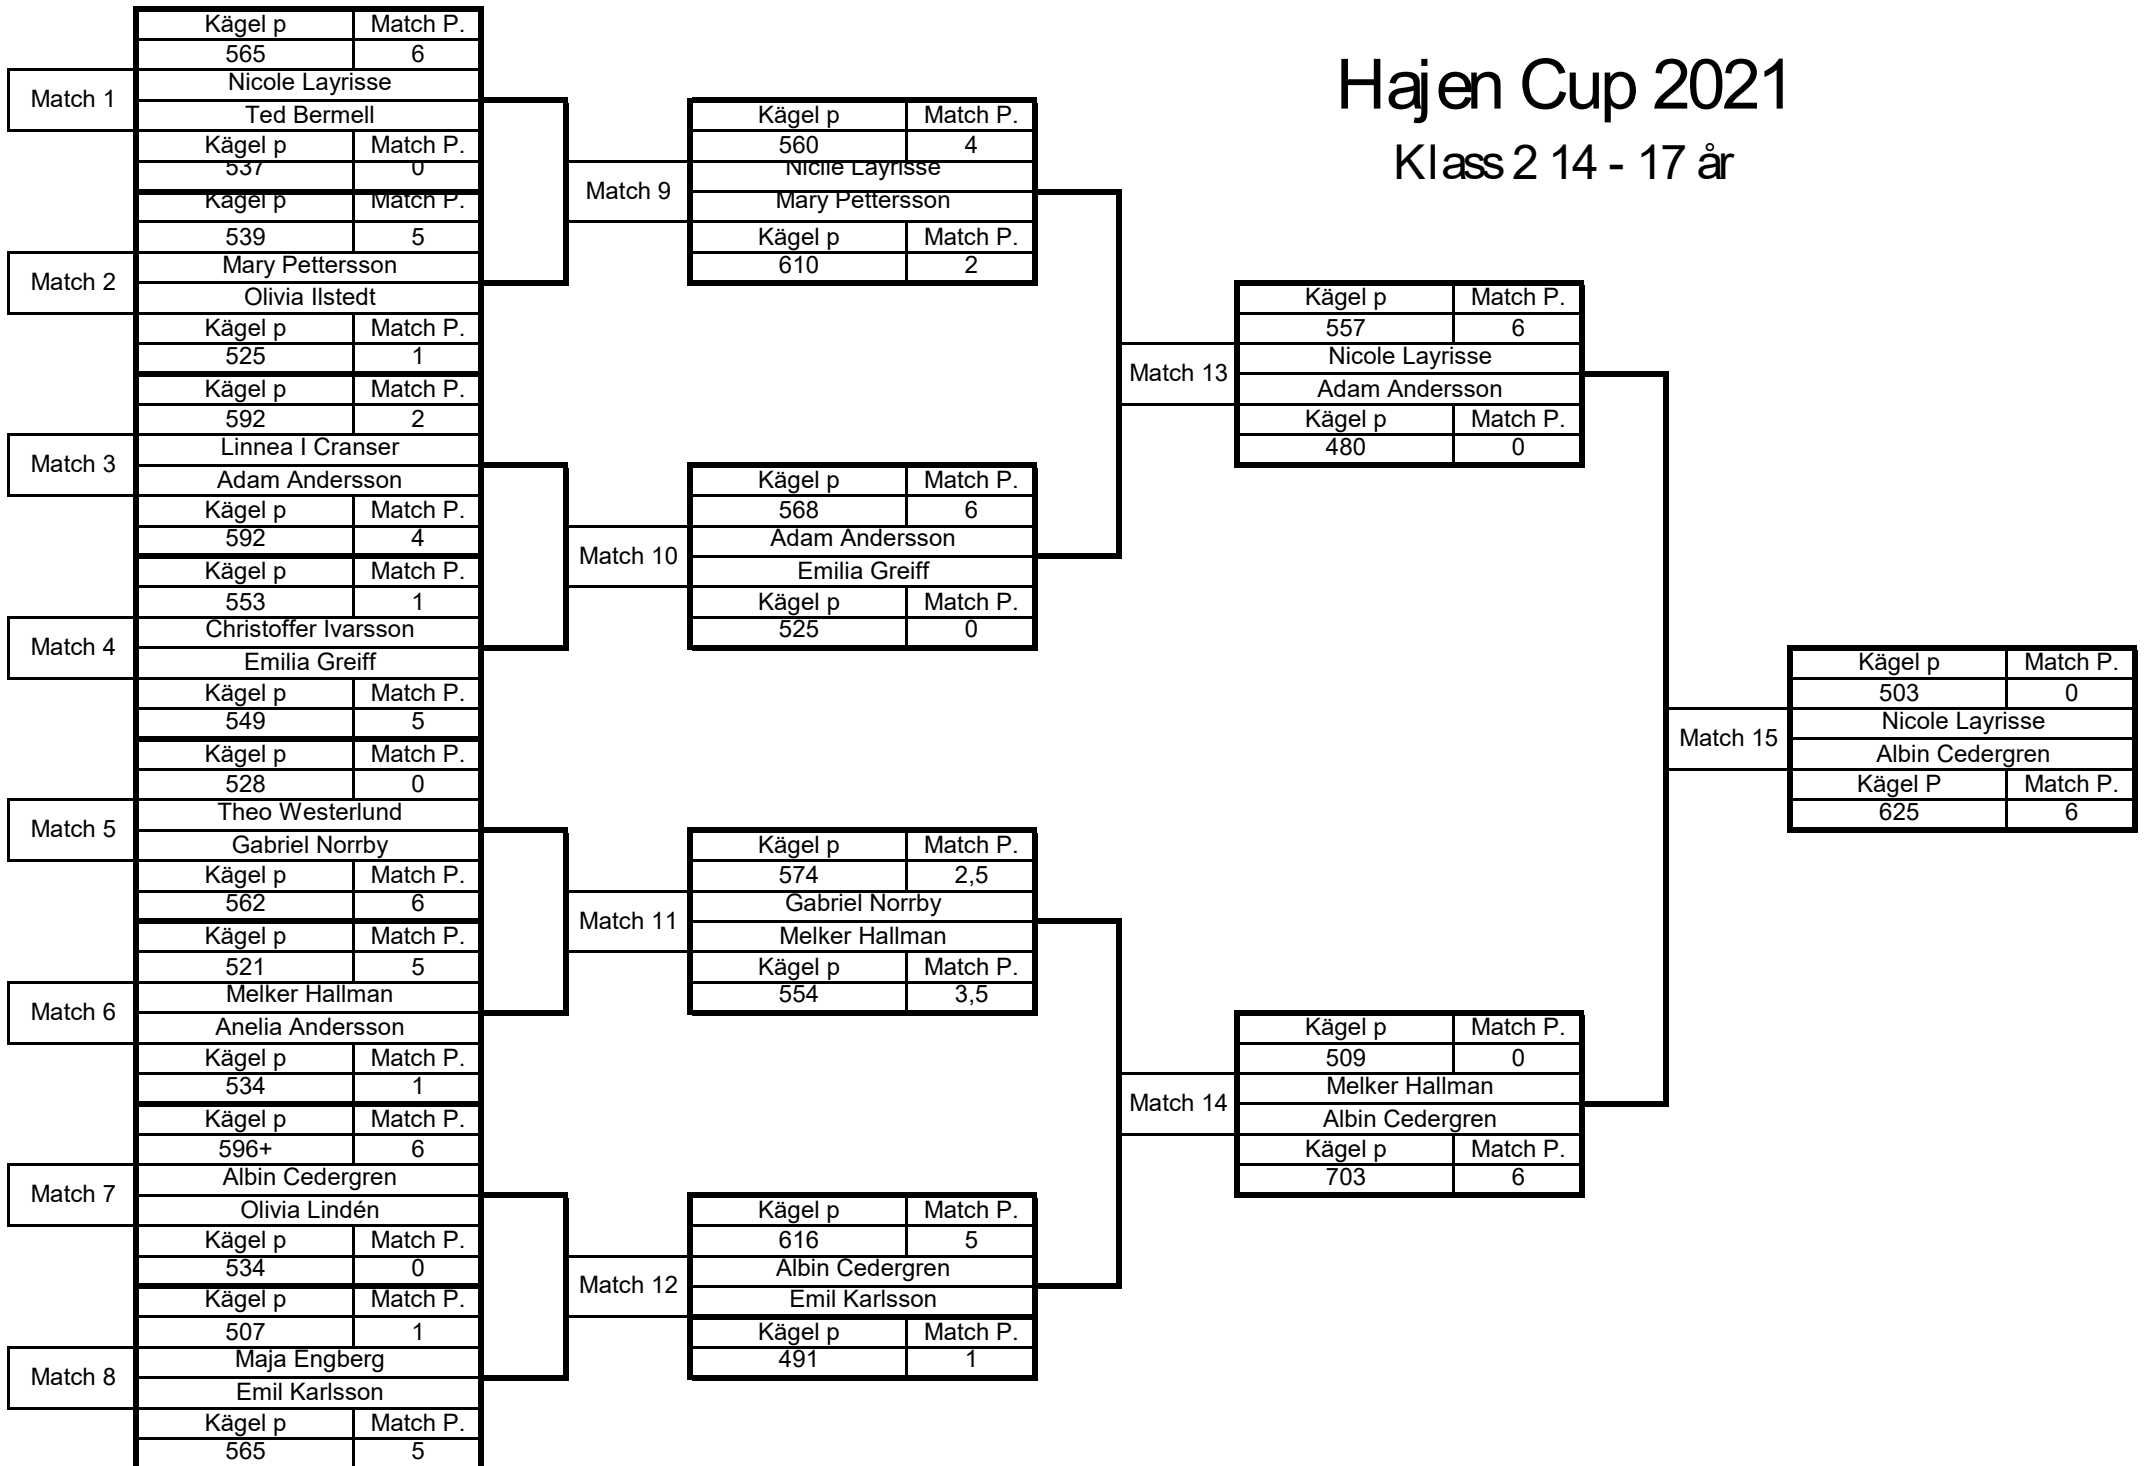 Hajen Cup 2021
Klass 2 14 - 17 år
Kägel p Match P.
565 6
Match 1
Nicole Layrisse
Ted Bermell
Kägel p Match P.
537 0
Kägel p Match P.
539 5
Match 2
Mary Pettersson
Olivia Ilstedt
Kägel p Match P.
525 1
Kägel p Match P.
592 2
Match 3
Linnea I Cranser
Adam Andersson
Kägel p Match P.
592 4
Kägel p Match P.
553 1
Match 4
Christoffer Ivarsson
Emilia Greiff
Kägel p Match P.
549 5
Kägel p Match P.
528 0
Match 5
Theo Westerlund
Gabriel Norrby
Kägel p Match P.
562 6
Kägel p Match P.
521 5
Match 6
Melker Hallman
Anelia Andersson
Kägel p Match P.
534 1
Kägel p Match P.
596+ 6
Match 7
Albin Cedergren
Olivia Lindén
Kägel p Match P.
534 0
Kägel p Match P.
507 1
Match 8
Maja Engberg
Emil Karlsson
Kägel p Match P.
565 5
Kägel p Match P.
560 4
Match 9
Nicile Layrisse
Mary Pettersson
Kägel p Match P.
610 2
Kägel p Match P.
568 6
Match 10
Adam Andersson
Emilia Greiff
Kägel p Match P.
525 0
Kägel p Match P.
574 2,5
Match 11
Gabriel Norrby
Melker Hallman
Kägel p Match P.
554 3,5
Kägel p Match P.
616 5
Match 12
Albin Cedergren
Emil Karlsson
Kägel p Match P.
491 1
Kägel p Match P.
557 6
Match 13
Nicole Layrisse
Adam Andersson
Kägel p Match P.
480 0
Kägel p Match P.
509 0
Match 14
Melker Hallman
Albin Cedergren
Kägel p Match P.
703 6
Kägel p Match P.
503 0
Match 15
Nicole Layrisse
Albin Cedergren
Kägel P Match P.
625 6